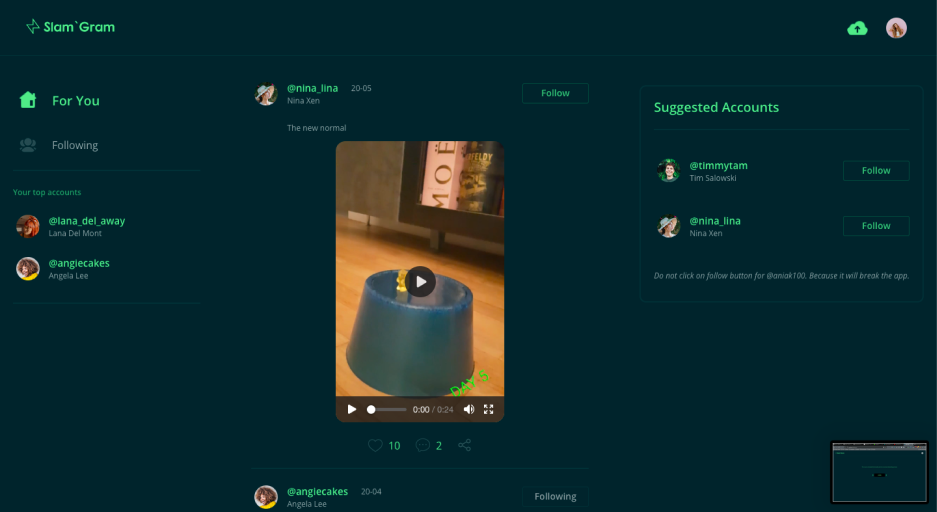 Slam`Gram
For You
Following
Your top accounts
@lana_del_away
Lana Del Mont
@angiecakes
Angela Lee
@nina_lina 20-05
Nina Xen
Follow
The new normal
MOË
DAY 5
0:00 / 0:24
10 2
@angiecakes 20-04
Angela Lee
Following
Suggested Accounts
@timmytam
Tim Salowski
Follow
@nina_lina
Nina Xen
Follow
Do not click on follow button for @aniak100. Because it will break the app.